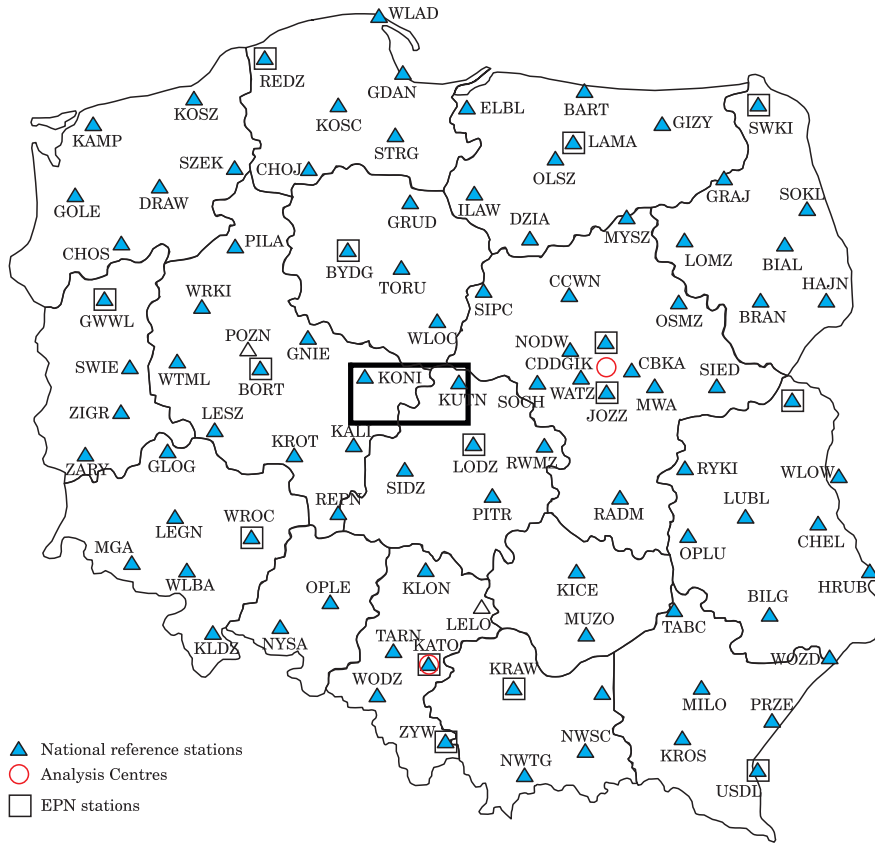 WLAD
REDZ
GDAN
KOSZ
KOSC
ELBL
BART
SWKI
KAMP
GIZY
STRG
LAMA
SZEK
CHOJ
OLSZ
GOLE
DRAW
GRUD
ILAW
GRAJ
SOKL
DZIA
MYSZ
CHOS
PILA
BYDG
LOMZ
BIAL
TORU
CCWN
GWWL
WRKI
SIPC
OSMZ
BRAN
HAJN
POZN
GNIE
WLOC
NODW
SWIE
WTML
BORT
KONI
KUTN
CDDGIK
CBKA
SIED
SOCH
WATZ
JOZZ
MWA
ZIGR
LESZ
KALI
ZARY
GLOG
KROT
LODZ
RWMZ
SIDZ
RYKI
WLOW
REPN
PITR
RADM
LUBL
LEGN
WROC
OPLU
CHEL
MGA
WLBA
OPLE
KLON
KICE
HRUB
BILG
LELO
MUZO
TABC
KLDZ
NYSA
TARN
KATO
WOZD
WODZ
KRAW
MILO
PRZE
ZYW
NWSC
KROS
NWTG
USDL
National reference stations
Analysis Centres
EPN stations